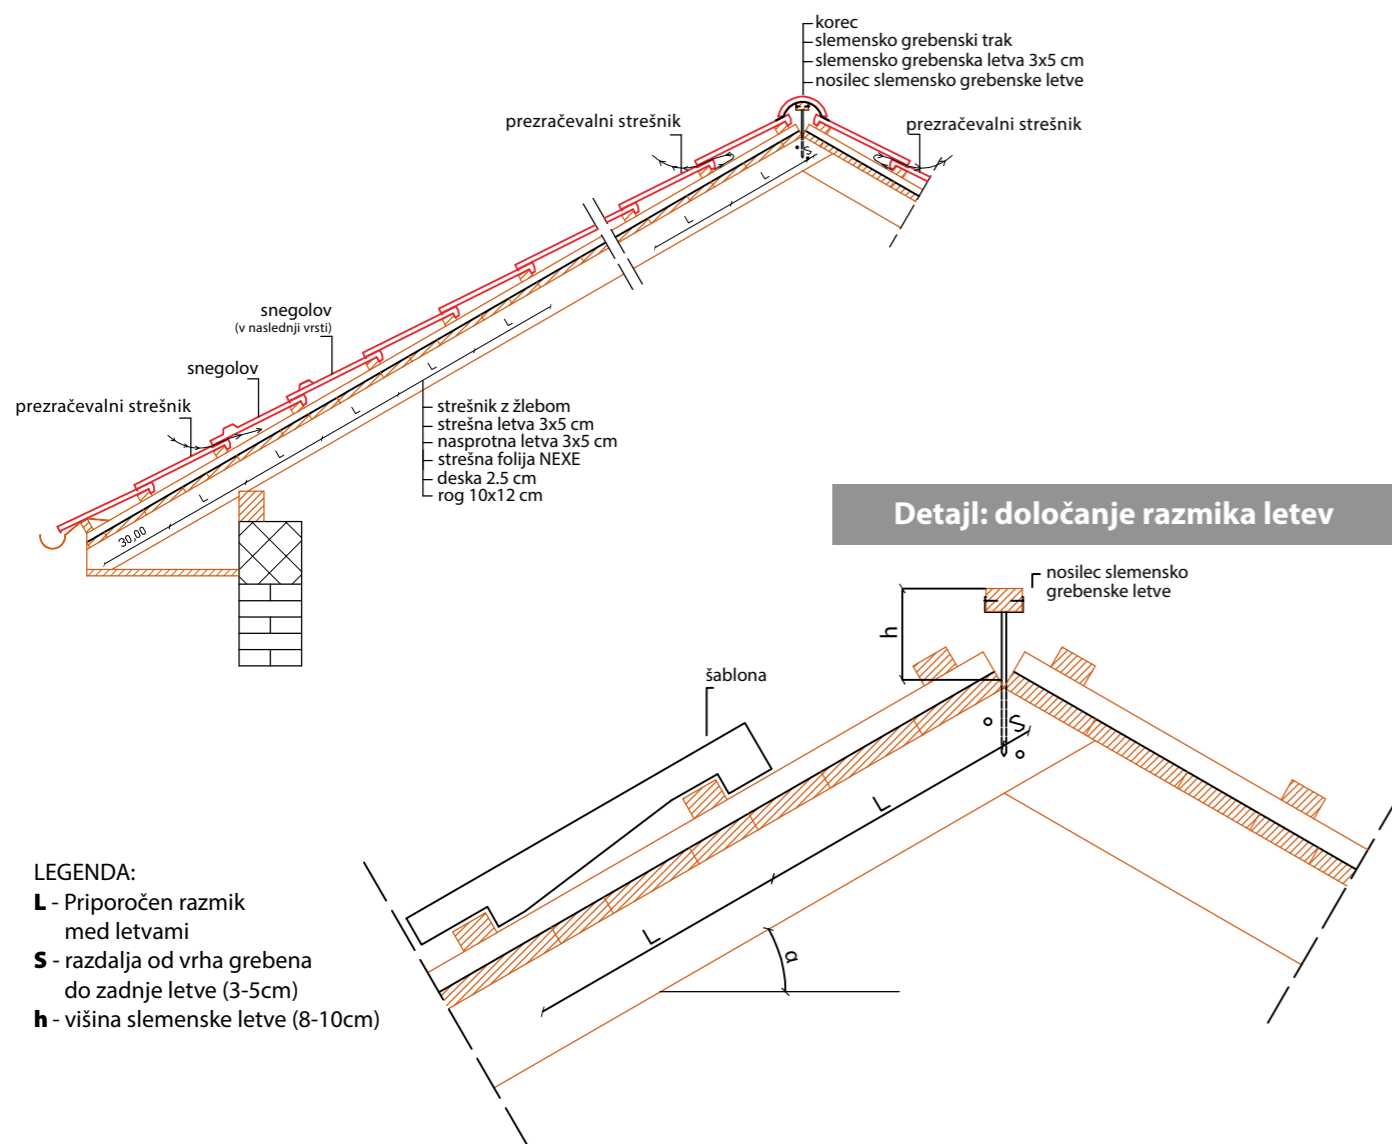 korec
slemensko grebenski trak
slemensko grebenska letva 3x5 cm
nosilec slemensko grebenske letve
prezračevalni strešnik
prezračevalni strešnik
S
L
L
snegolov
(v naslednji vrsti)
snegolov
prezračevalni strešnik
L
L
L
L
L
30,00
strešnik z žlebom
strešna letva 3x5 cm
nasprotna letva 3x5 cm
strešna folija NEXE
deska 2.5 cm
rog 10x12 cm
Detajl: določanje razmika letev
nosilec slemensko
grebenske letve
h
šablona
S
L
L
α
LEGENDA:
L - Priporočen razmik
med letvami
S - razdalja od vrha grebena
do zadnje letve (3-5cm)
h - višina slemenske letve (8-10cm)